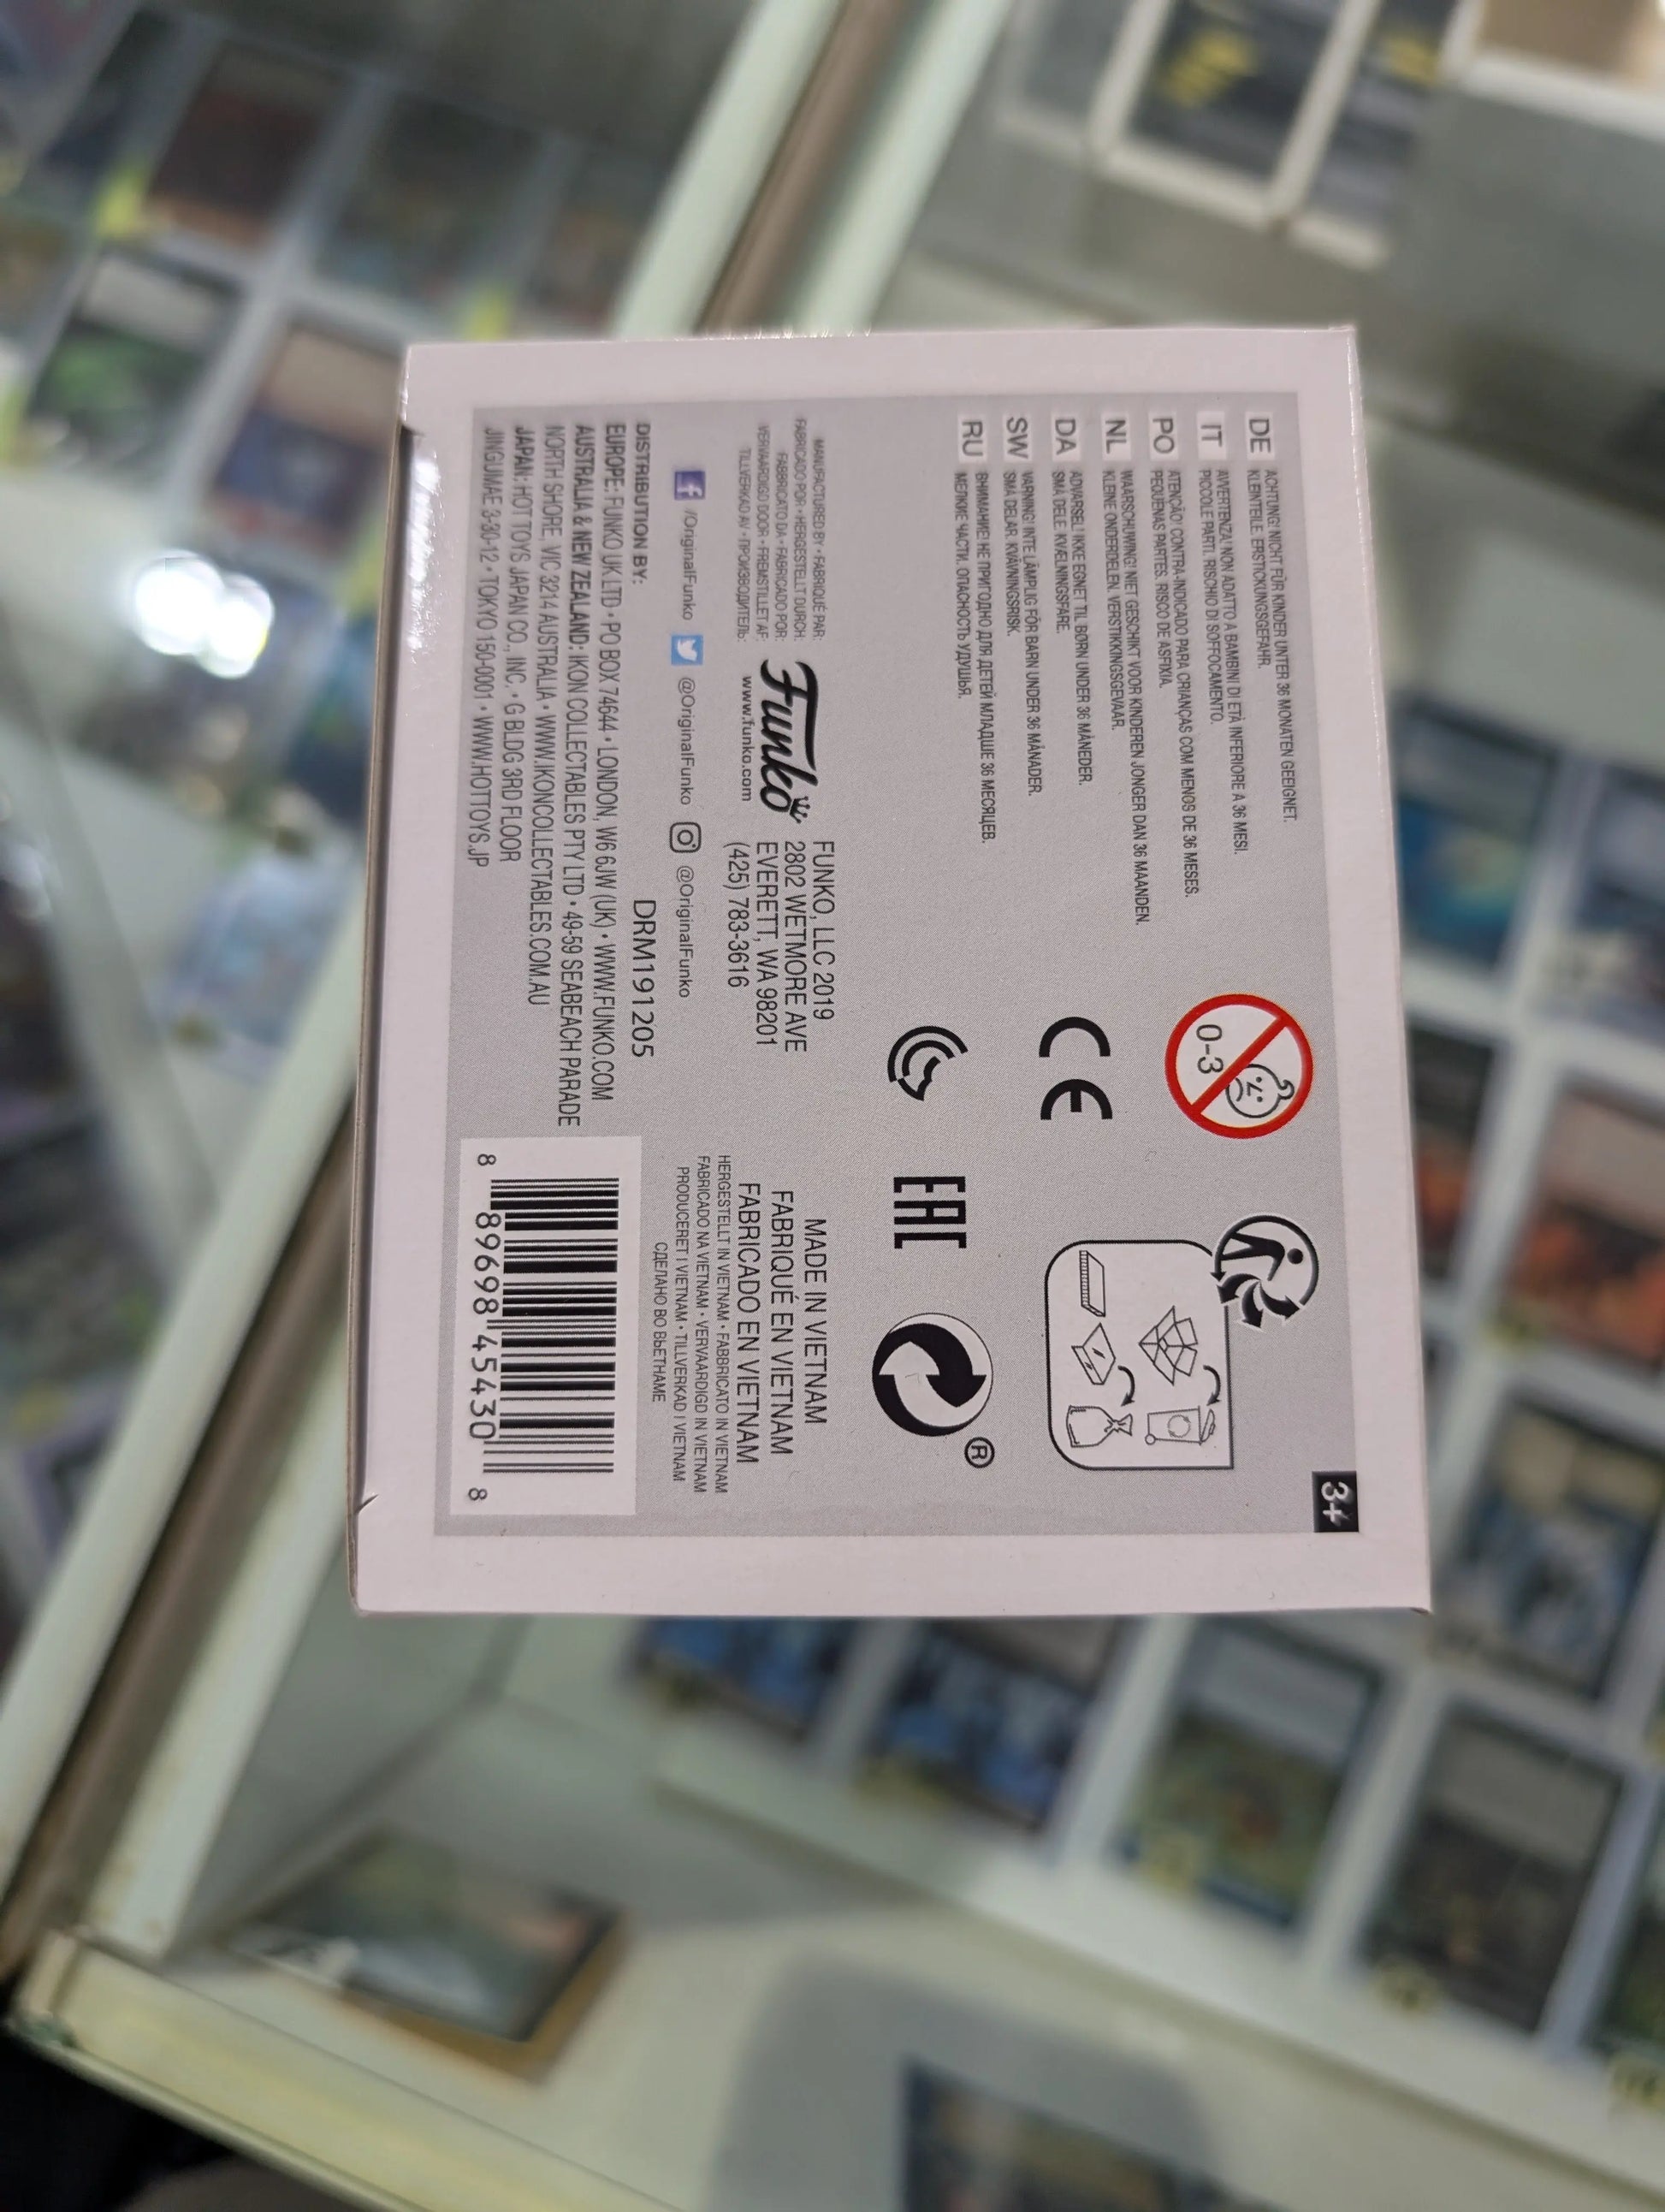 3+
DE ACHTUNG! NICHT FÜR KINDER UNTER 36 MONATEN GEEIGNET.
KLEINTEILE. ERSTICKUNGSGEFAHR.
IT AVVERTENZA! NON ADATTO A BAMBINI DI ETÀ INFERIORE A 36 MESI.
PICCOLE PARTI. RISCHIO DI SOFFOCAMENTO.
PO ATENÇÃO! CONTRA-INDICADO PARA CRIANÇAS COM MENOS DE 36 MESES.
PEQUENAS PARTES. RISCO DE ASFIXIA.
NL WAARSCHUWING! NIET GESCHIKT VOOR KINDEREN JONGER DAN 36 MAANDEN.
KLEINE ONDERDELEN. VERSTIKKINGSGEVAAR.
DA ADVARSEL! IKKE EGNET TIL BØRN UNDER 36 MÅNEDER.
SMÅ DELE. KVÆLNINGSFARE.
SW VARNING! INTE LÄMPLIG FÖR BARN UNDER 36 MÅNADER.
SMÅ DELAR. KVÄVNINGSRISK.
RU ВНИМАНИЕ! НЕ ПРИГОДНО ДЛЯ ДЕТЕЙ МЛАДШЕ 36 МЕСЯЦЕВ.
МЕЛКИЕ ЧАСТИ. ОПАСНОСТЬ УДУШЬЯ.
0-3
CE
EAC
®
MANUFACTURED BY • FABRIQUÉ PAR:
FABRICADO POR • HERGESTELLT DURCH:
FABBRICATO DA • FABRICADO POR:
VERVAARDIGD DOOR • FREMSTILLET AF:
TILLVERKAD AV • ПРОИЗВОДИТЕЛЬ:
Funko
www.funko.com
FUNKO, LLC 2019
2802 WETMORE AVE
EVERETT, WA 98201
(425) 783-3616
/OriginalFunko @OriginalFunko @OriginalFunko
MADE IN VIETNAM
FABRIQUÉ EN VIETNAM
FABRICADO EN VIETNAM
HERGESTELLT IN VIETNAM • FABBRICATO IN VIETNAM
FABRICADO NA VIETNAM • VERVAARDIGD IN VIETNAM
PRODUCERET I VIETNAM • TILLVERKAD I VIETNAM
СДЕЛАНО ВО ВЬЕТНАМЕ
DISTRIBUTION BY:
DRM191205
EUROPE: FUNKO UK LTD • PO BOX 74644 • LONDON, W6 6JW (UK) • WWW.FUNKO.COM
AUSTRALIA & NEW ZEALAND: IKON COLLECTABLES PTY LTD • 49-59 SEABEACH PARADE
NORTH SHORE, VIC 3214 AUSTRALIA • WWW.IKONCOLLECTABLES.COM.AU
JAPAN: HOT TOYS JAPAN CO., INC. • G BLDG 3RD FLOOR
JINGUMAE 3-30-12 • TOKYO 150-0001 • WWW.HOTTOYS.JP
8 89698 45430 8